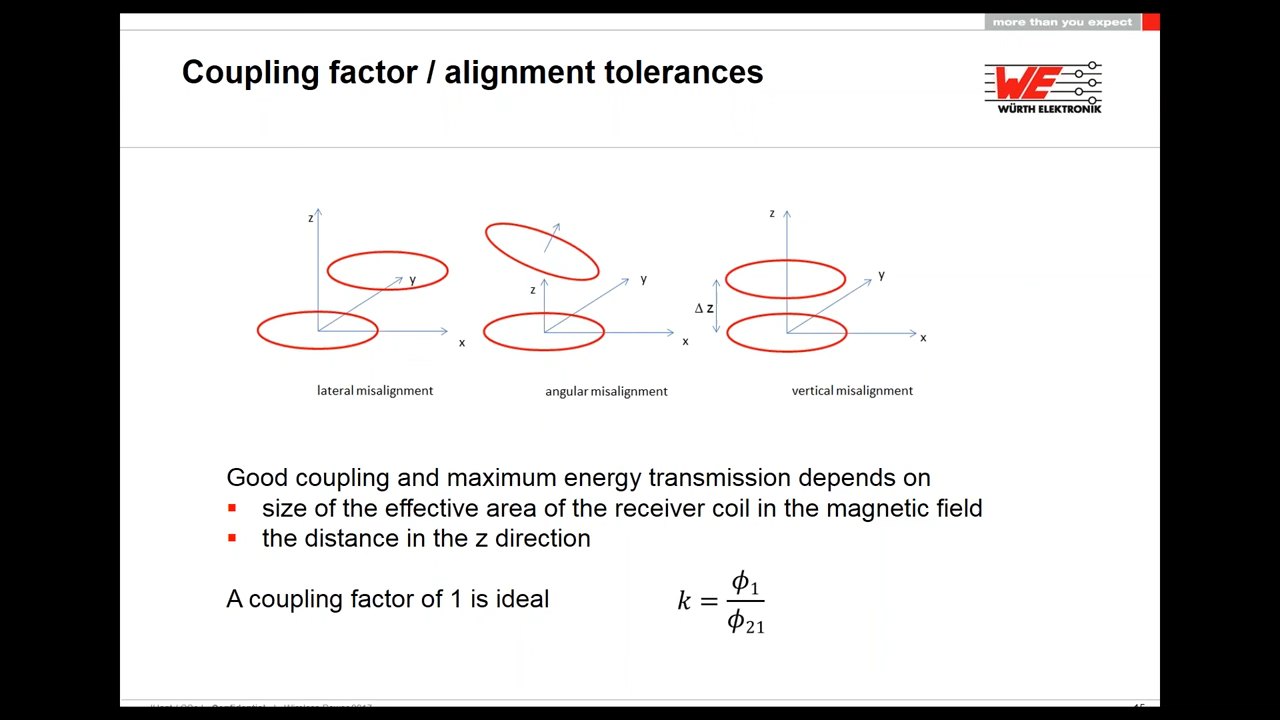 more than you expect
Coupling factor / alignment tolerances
WE
WÜRTH ELEKTRONIK
z
y
x
lateral misalignment
z
y
x
angular misalignment
z
y
Δ z
x
vertical misalignment
Good coupling and maximum energy transmission depends on
▪ size of the effective area of the receiver coil in the magnetic field
▪ the distance in the z direction
A coupling factor of 1 is ideal
k = ϕ1 / ϕ21